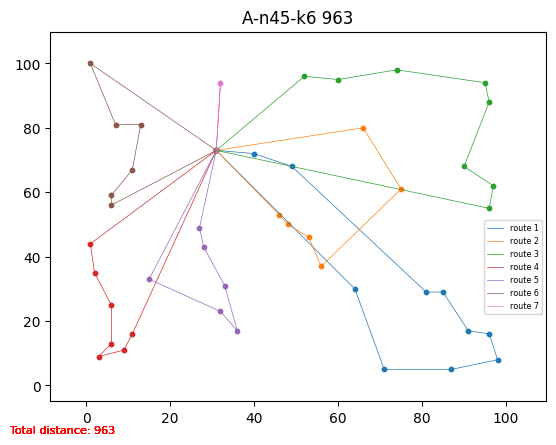 A-n45-k6 963
100
80
60
40
20
0
route 1
route 2
route 3
route 4
route 5
route 6
route 7
0 20 40 60 80 100
Total distance: 963